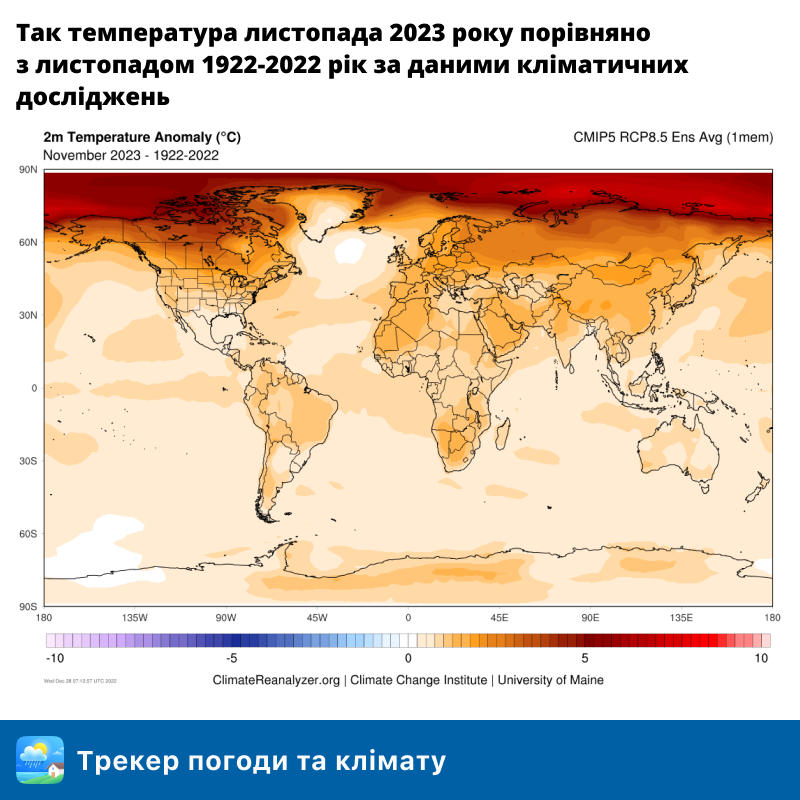 Так температура листопада 2023 року порівняно
з листопадом 1922-2022 рік за даними кліматичних
досліджень
2m Temperature Anomaly (°C)
CMIP5 RCP8.5 Ens Avg (1mem)
November 2023 - 1922-2022
90N
60N
30N
0
30S
60S
90S
180 135W 90W 45W 0 45E 90E 135E 180
-10 -5 0 5 10
Wed Dec 28 07:12:57 UTC 2022
ClimateReanalyzer.org | Climate Change Institute | University of Maine
Трекер погоди та клімату